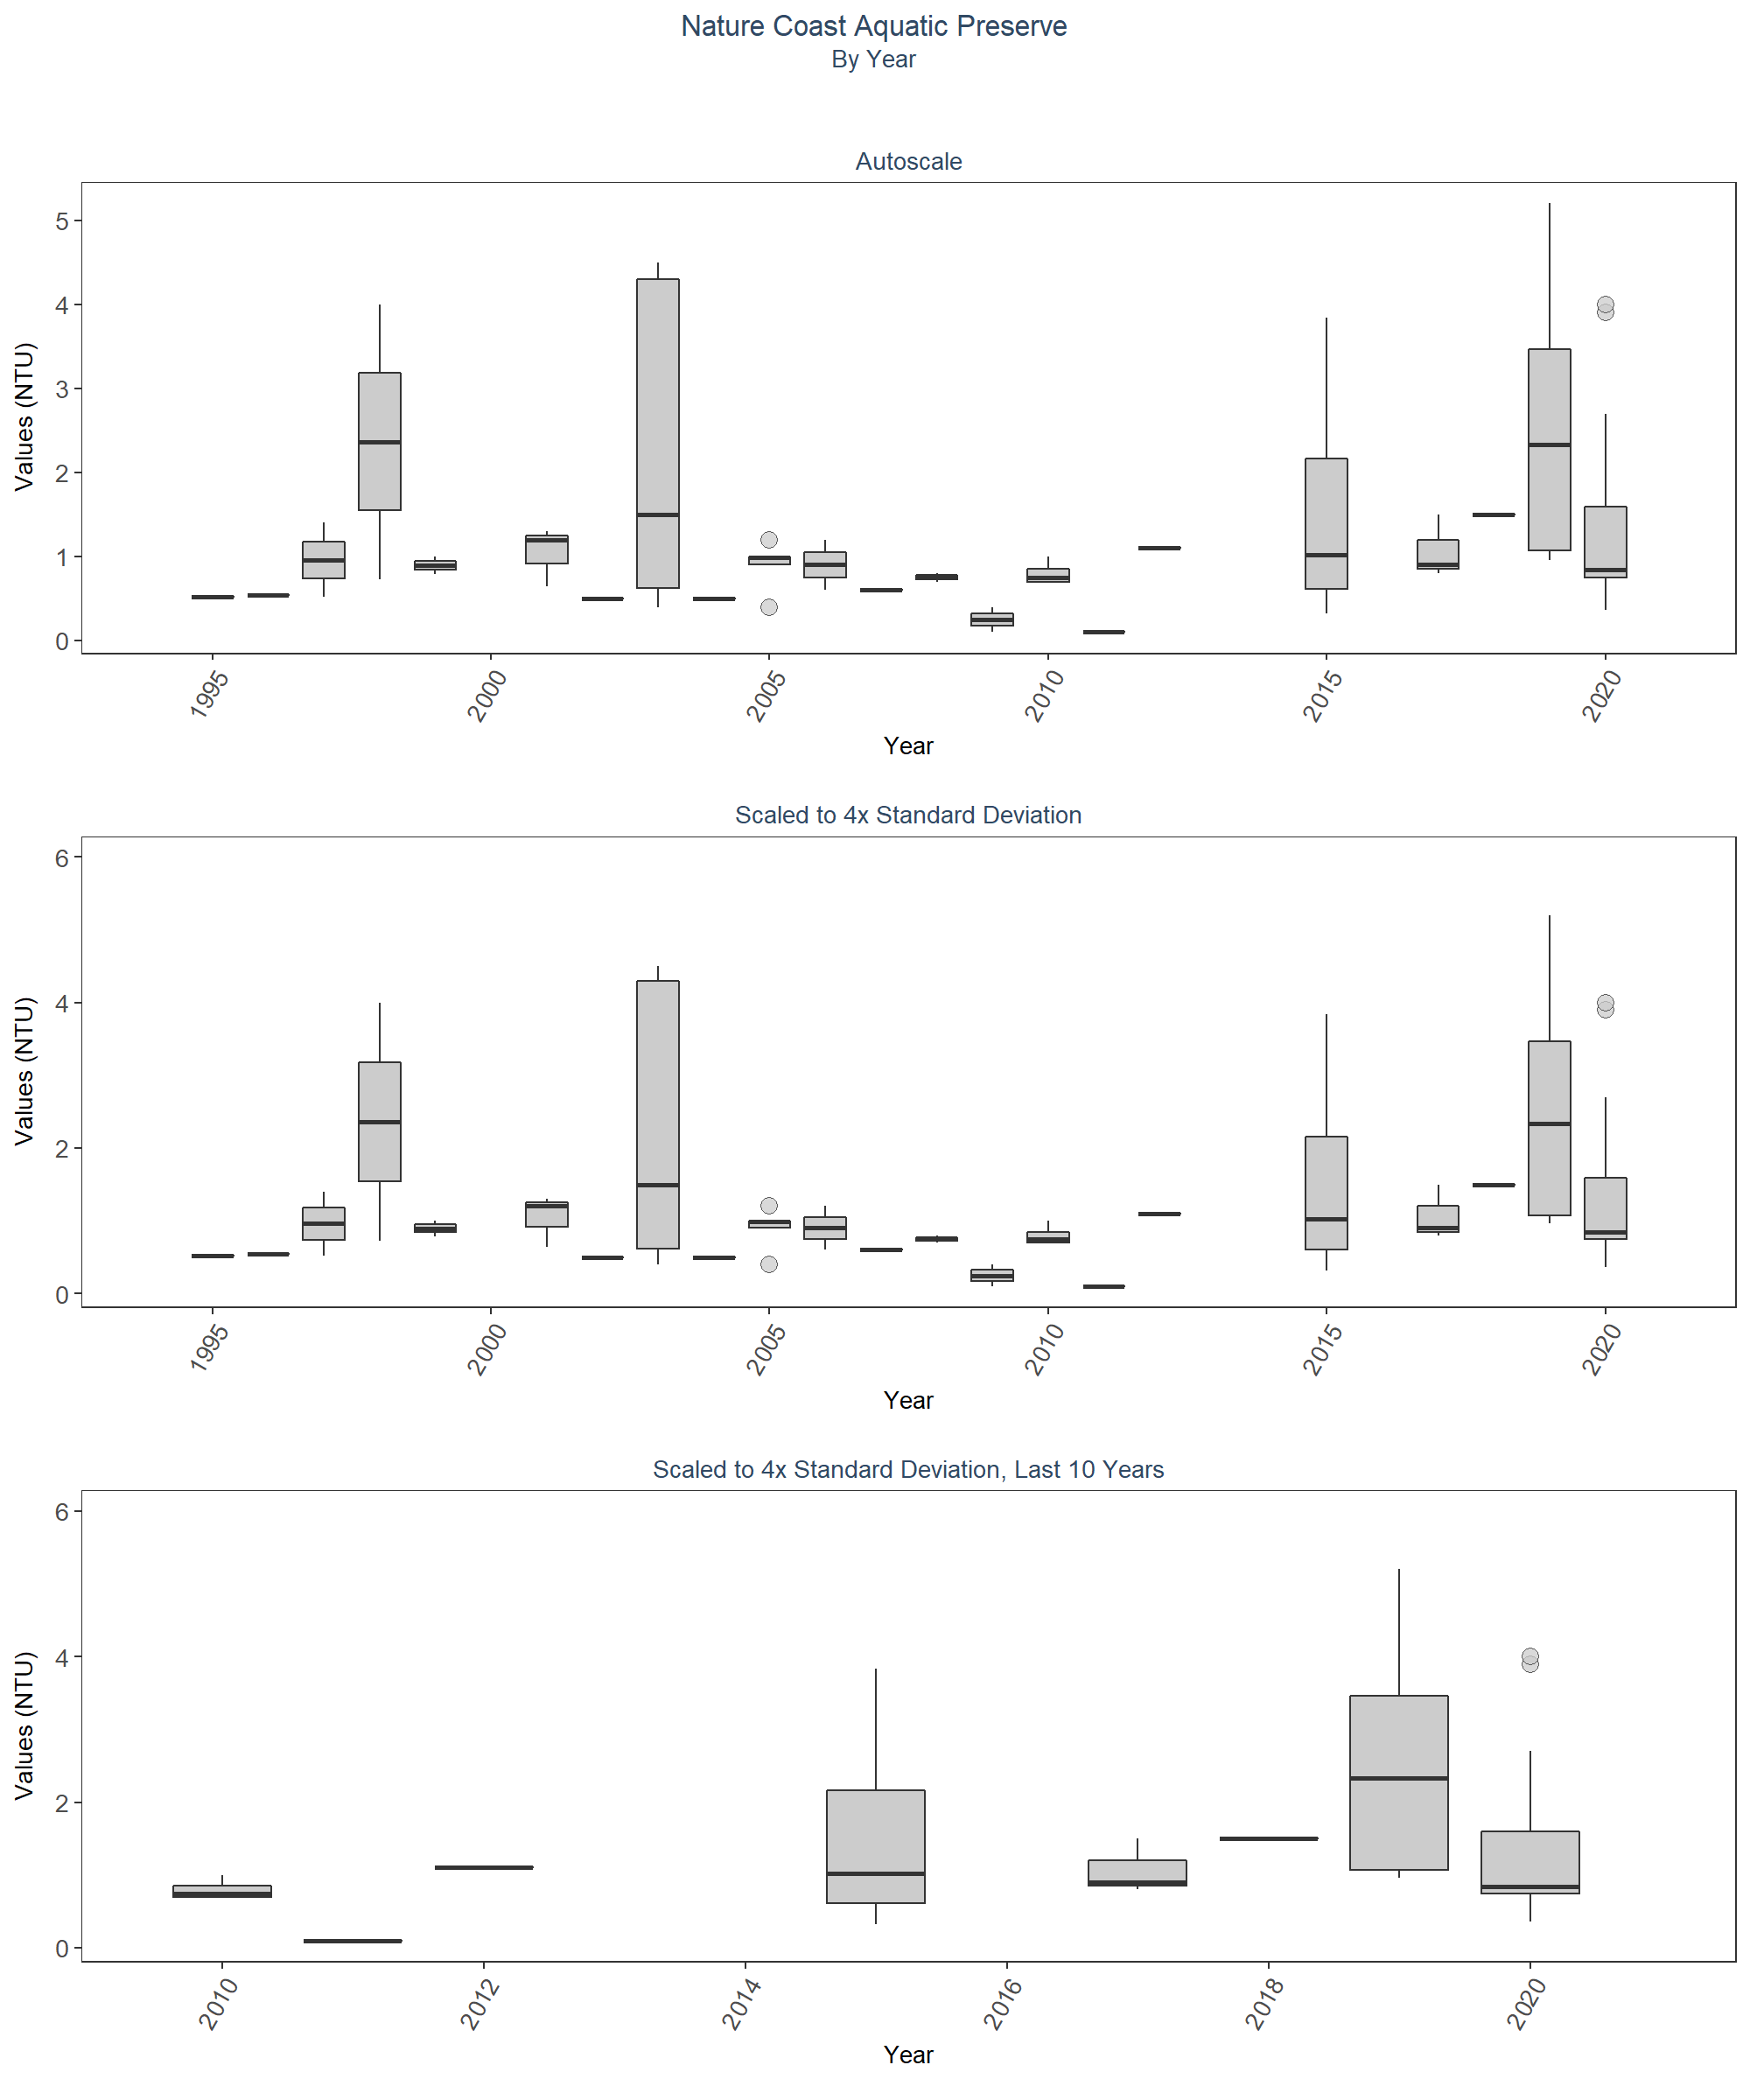 Nature Coast Aquatic Preserve
By Year
Autoscale
Values (NTU)
5
4
3
2
1
0
1995
2000
2005
2010
2015
2020
Year
Scaled to 4x Standard Deviation
Values (NTU)
6
4
2
0
1995
2000
2005
2010
2015
2020
Year
Scaled to 4x Standard Deviation, Last 10 Years
Values (NTU)
6
4
2
0
2010
2012
2014
2016
2018
2020
Year